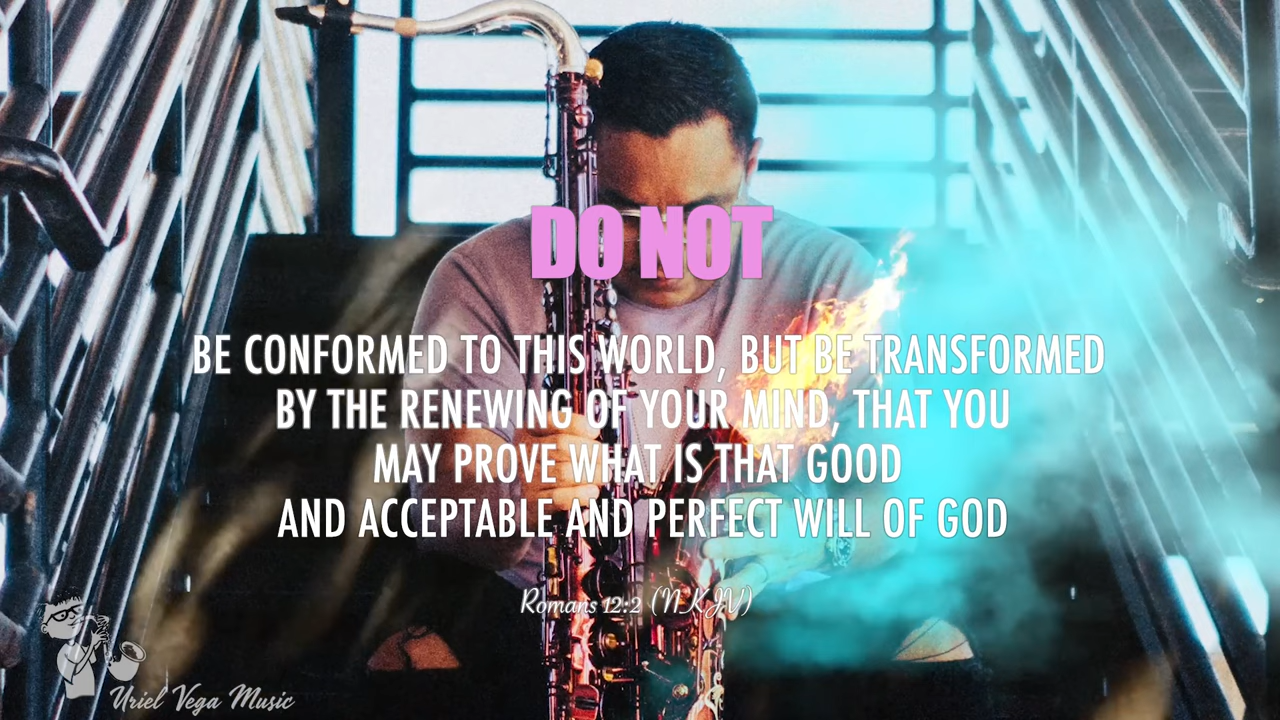 DO NOT
BE CONFORMED TO THIS WORLD, BUT BE TRANSFORMED
BY THE RENEWING OF YOUR MIND, THAT YOU
MAY PROVE WHAT IS THAT GOOD
AND ACCEPTABLE AND PERFECT WILL OF GOD
Romans 12:2 (NKJV)
Uriel Vega Music